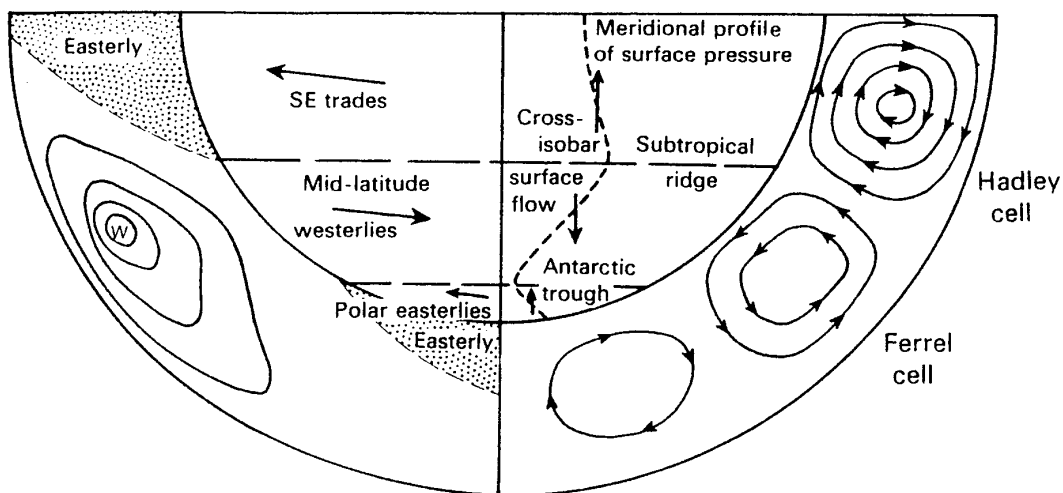 Easterly
SE trades
Meridional profile
of surface pressure
Cross-
isobar
surface
flow
Subtropical
ridge
Mid-latitude
westerlies
W
Antarctic
trough
Polar easterlies
Easterly
Hadley
cell
Ferrel
cell